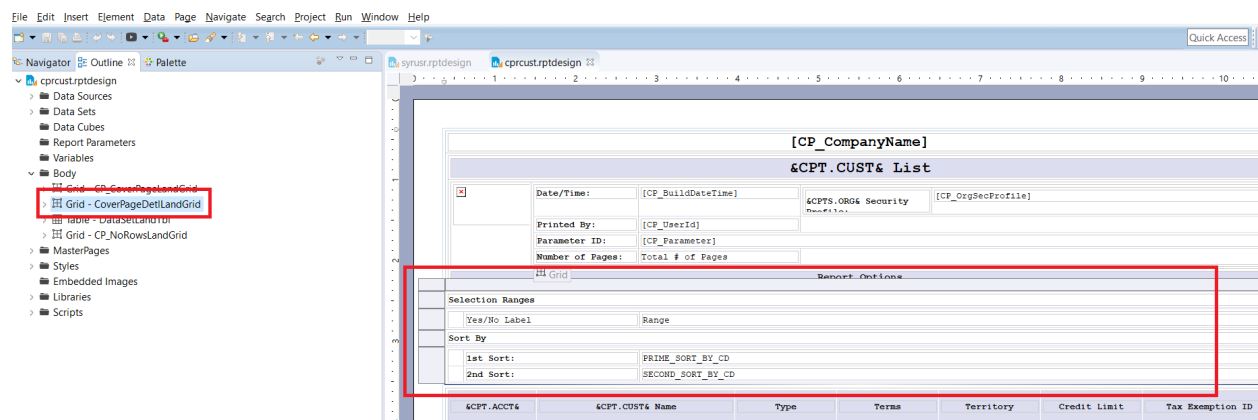 File Edit Insert Element Data Page Navigate Search Project Run Window Help
Quick Access
Navigator Outline Palette
syrusr.rptdesign cprcust.rptdesign
cprcust.rptdesign
Data Sources
Data Sets
Data Cubes
Report Parameters
Variables
Body
Grid - CP_CoverPageLandGrid
Grid - CoverPageDetlLandGrid
Table - DataSetLandTbl
Grid - CP_NoRowsLandGrid
MasterPages
Styles
Embedded Images
Libraries
Scripts
1 2 3 4 5 6 7 8 9 10
[CP_CompanyName]
&CPT.CUST& List
Date/Time: [CP_BuildDateTime] &CPTS.ORG& Security Profile: [CP_OrgSecProfile]
Printed By: [CP_UserId]
Parameter ID: [CP_Parameter]
Number of Pages: Total # of Pages
Grid
Report Options
Selection Ranges
Yes/No Label Range
Sort By
1st Sort: PRIME_SORT_BY_CD
2nd Sort: SECOND_SORT_BY_CD
&CPT.ACCT& &CPT.CUST& Name Type Terms Territory Credit Limit Tax Exemption ID
1
2
3